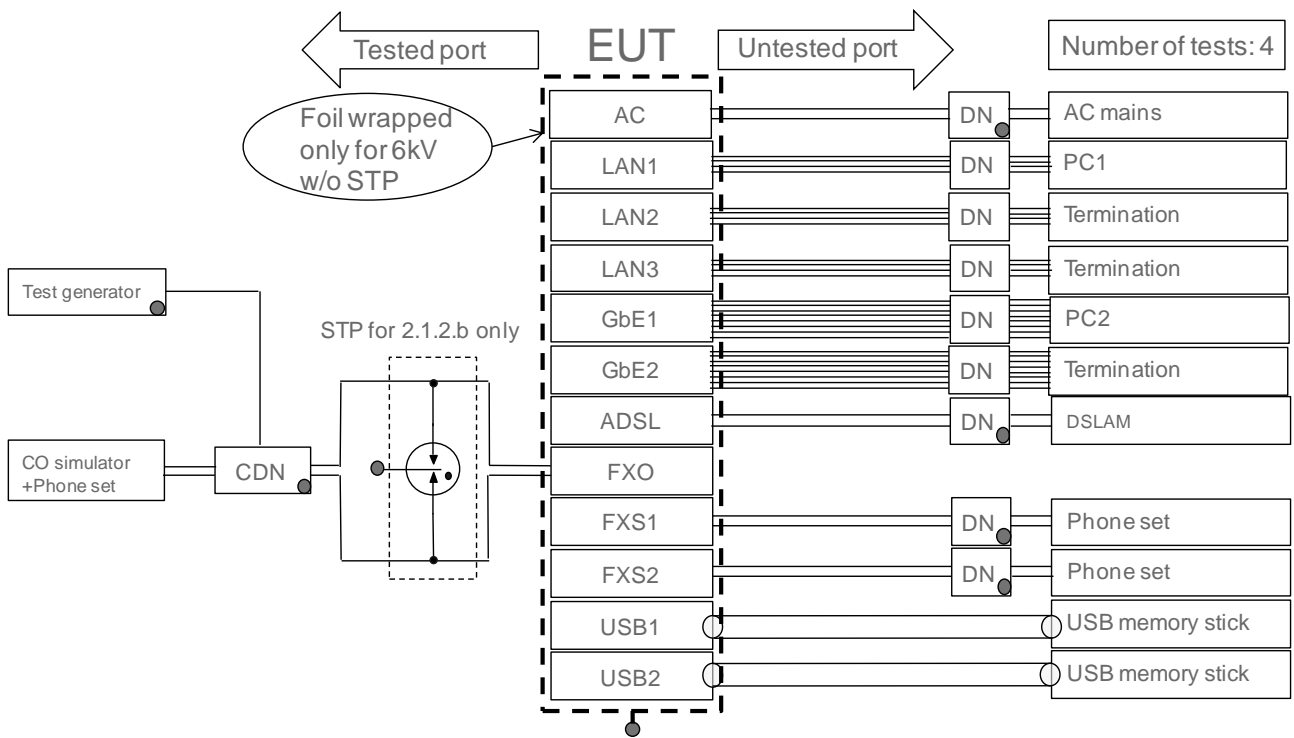 Tested port
EUT
Untested port
Number of tests: 4
Foil wrapped
only for 6kV
w/o STP
AC
DN
AC mains
LAN1
DN
PC1
LAN2
DN
Termination
LAN3
DN
Termination
Test generator
GbE1
DN
PC2
STP for 2.1.2.b only
GbE2
DN
Termination
ADSL
DN
DSLAM
CO simulator
+Phone set
CDN
FXO
FXS1
DN
Phone set
FXS2
DN
Phone set
USB1
USB memory stick
USB2
USB memory stick